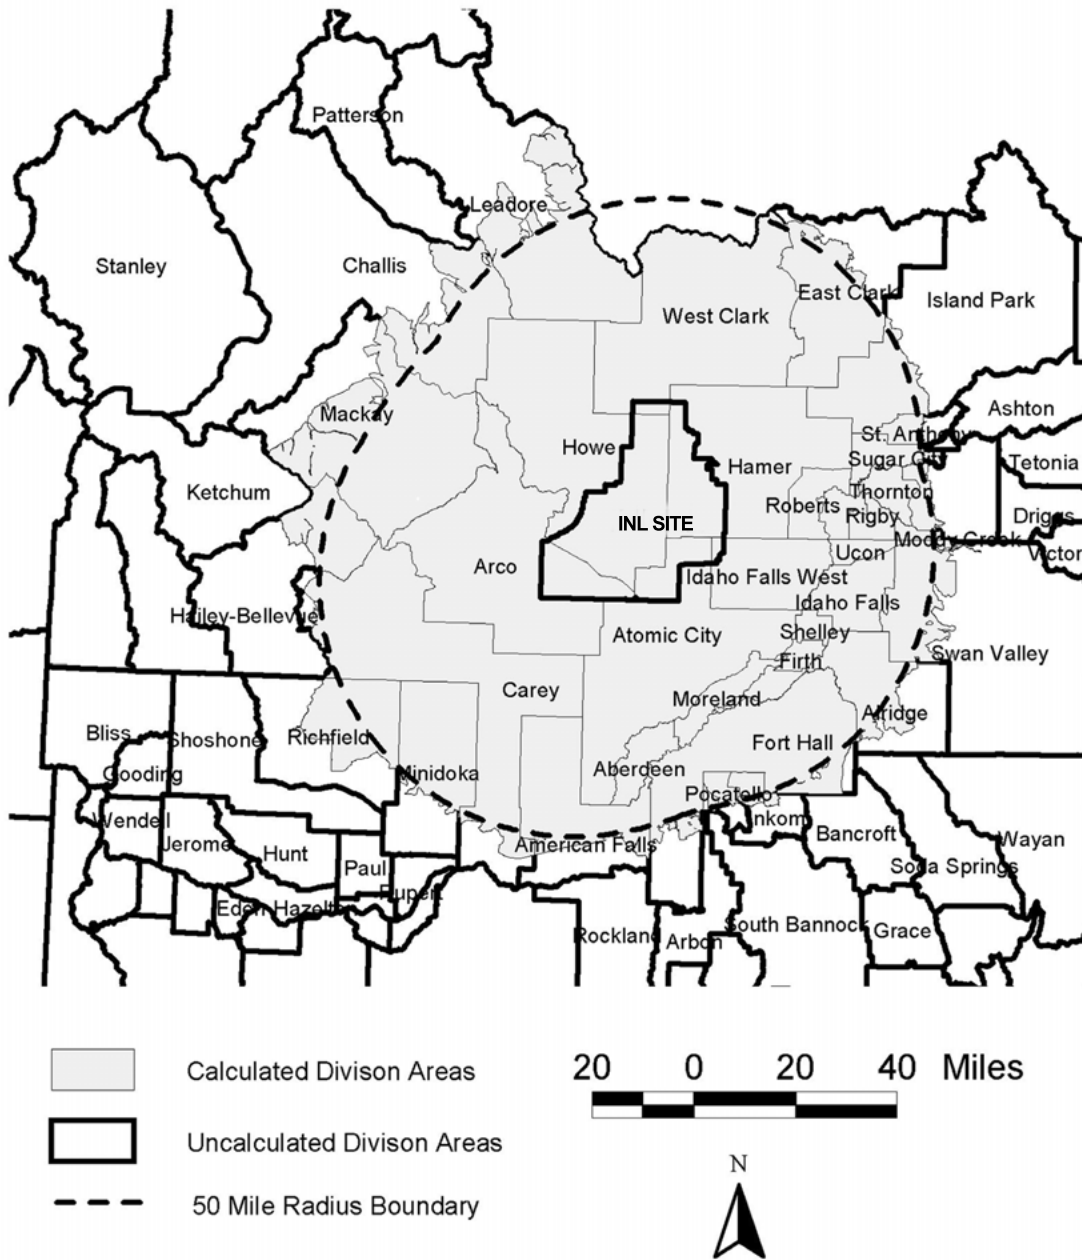 Patterson
Leadore
Stanley
Challis
East Clark
Island Park
West Clark
Mackay
Ashton
St. Anthony
Howe
Sugar City
Hamer
Tetonia
Ketchum
Thornton
Roberts
Rigby
Driggs
INL SITE
Moody Creek
Ucon
Victor
Arco
Idaho Falls West
Idaho Falls
Hailey-Bellevue
Atomic City
Shelley
Swan Valley
Firth
Carey
Moreland
Alridge
Bliss
Shoshone
Richfield
Fort Hall
Gooding
Minidoka
Aberdeen
Pocatello
Wendell
Inkom
Bancroft
Wayan
Jerome
Hunt
American Falls
Paul
Soda Springs
Rupert
Eden Hazelton
South Bannock
Rockland
Arbon
Grace
Calculated Divison Areas
20 0 20 40 Miles
Uncalculated Divison Areas
N
50 Mile Radius Boundary